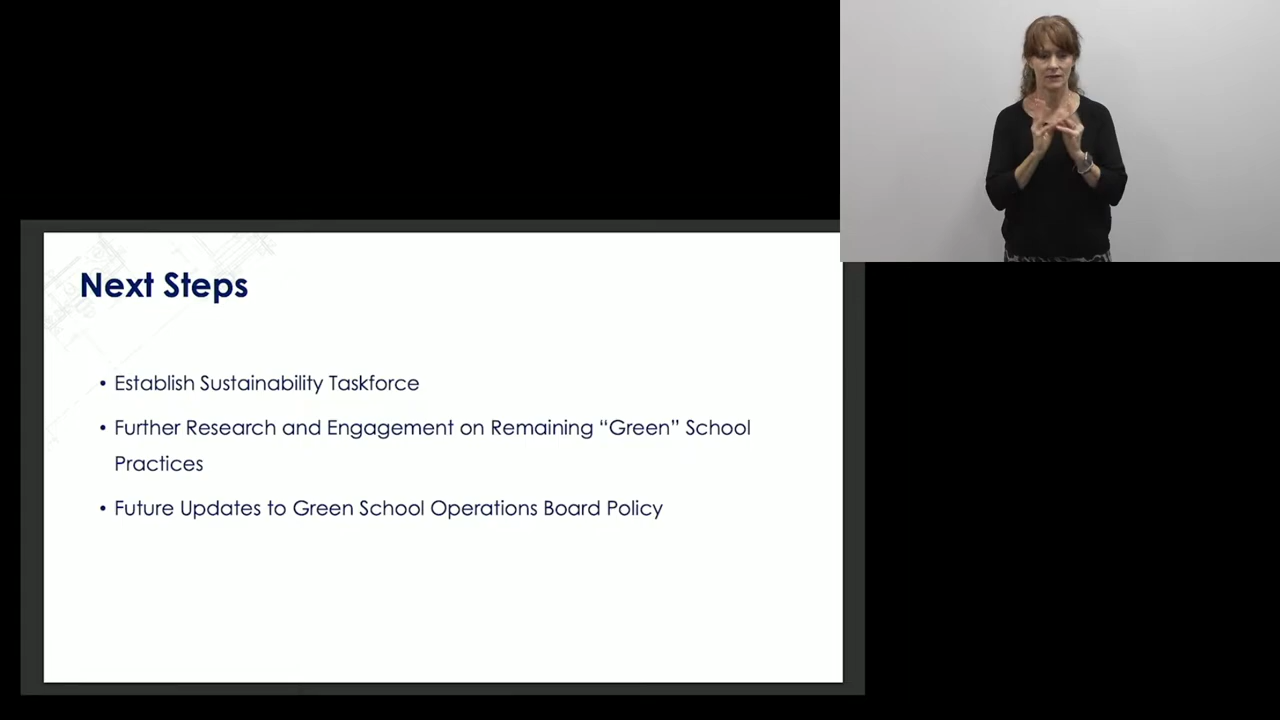 Next Steps
• Establish Sustainability Taskforce
• Further Research and Engagement on Remaining “Green” School
Practices
• Future Updates to Green School Operations Board Policy